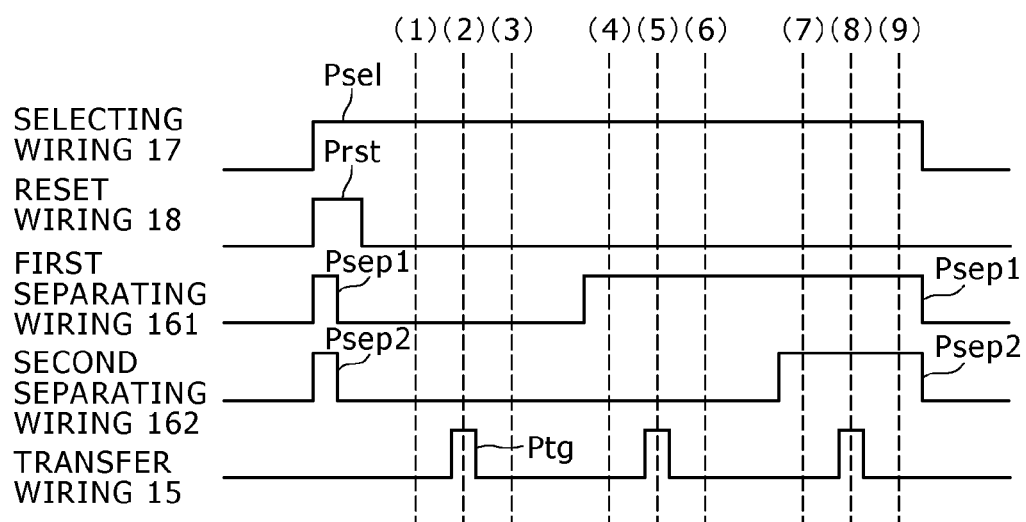 (1)(2)(3) (4)(5)(6) (7)(8)(9)
Psel
SELECTING
WIRING 17
Prst
RESET
WIRING 18
FIRST
SEPARATING
WIRING 161
Psep1
Psep1
SECOND
SEPARATING
WIRING 162
Psep2
Psep2
TRANSFER
WIRING 15
Ptg